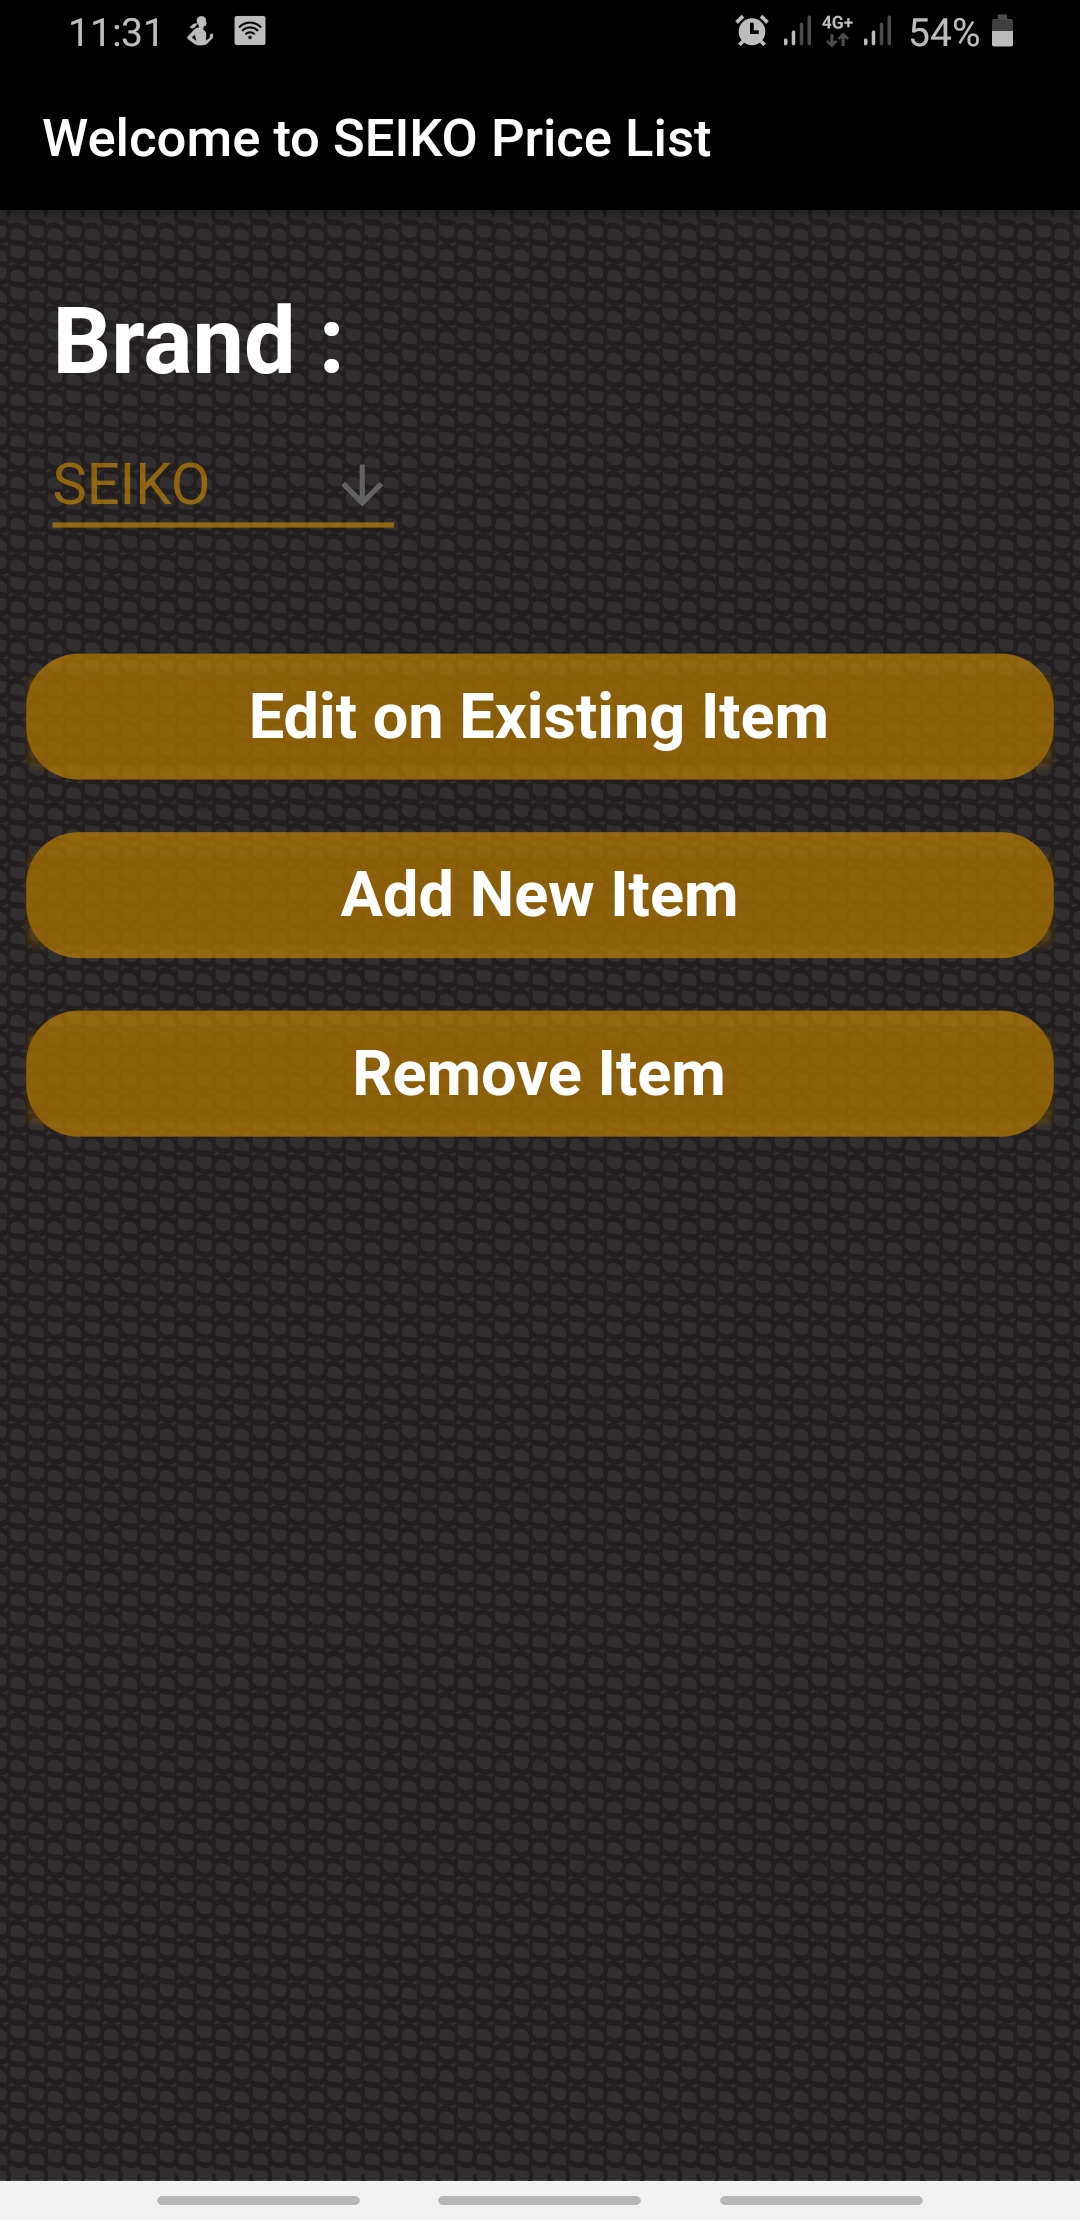 11:31 4G+ 54%
Welcome to SEIKO Price List
Brand :
SEIKO
Edit on Existing Item
Add New Item
Remove Item